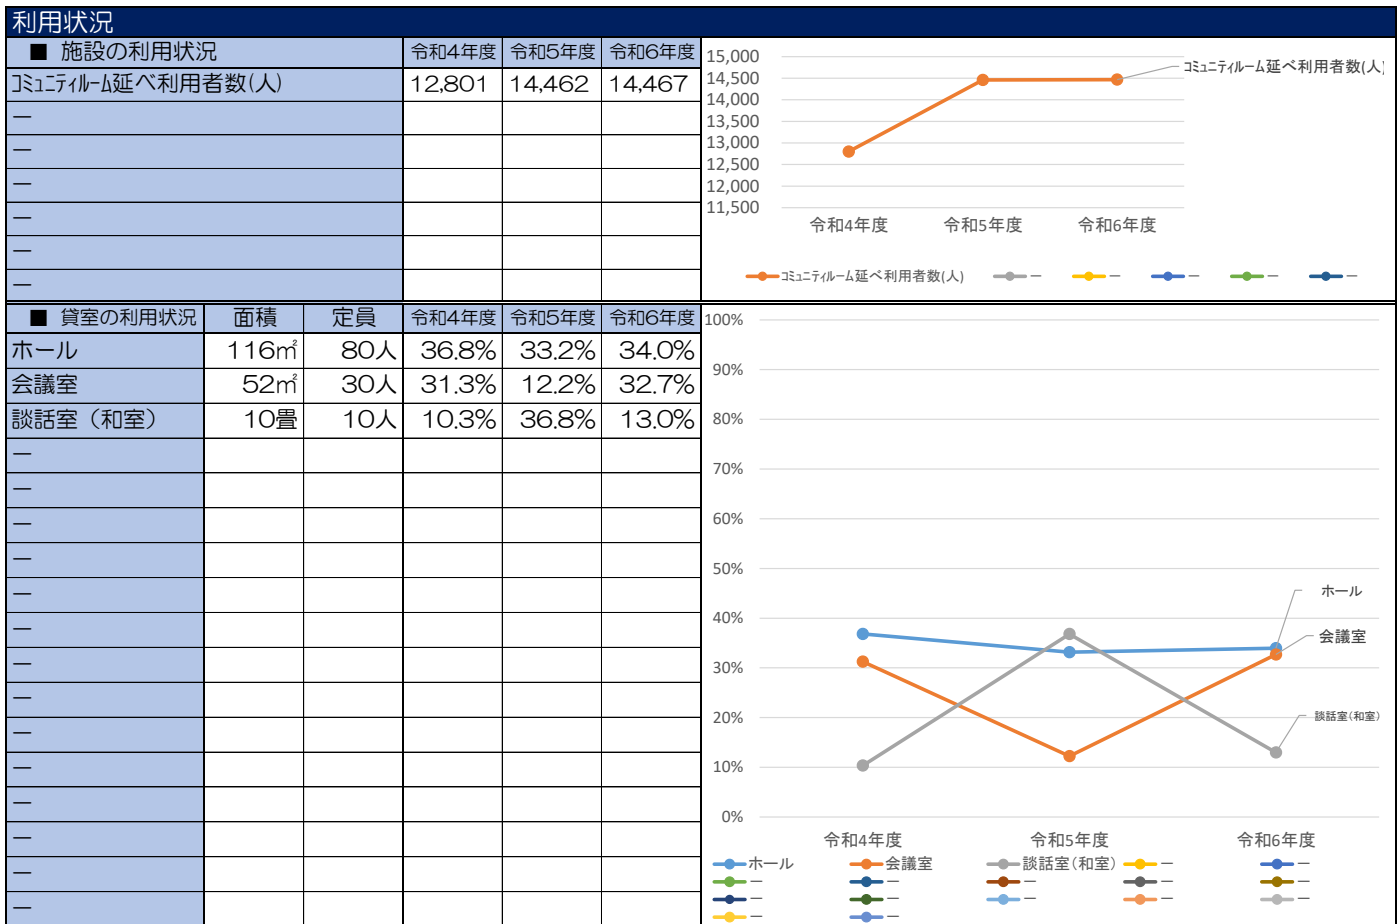 利用状況
■ 施設の利用状況 令和4年度 令和5年度 令和6年度
ｺﾐｭﾆﾃｨﾙｰﾑ延べ利用者数(人) 12,801 14,462 14,467
―
―
―
―
―
―
15,000
14,500
14,000
13,500
13,000
12,500
12,000
11,500
ｺﾐｭﾆﾃｨﾙｰﾑ延べ利用者数(人)
令和4年度 令和5年度 令和6年度
ｺﾐｭﾆﾃｨﾙｰﾑ延べ利用者数(人) ― ― ― ― ―
■ 貸室の利用状況 面積 定員 令和4年度 令和5年度 令和6年度
ホール 116㎡ 80人 36.8% 33.2% 34.0%
会議室 52㎡ 30人 31.3% 12.2% 32.7%
談話室（和室） 10畳 10人 10.3% 36.8% 13.0%
―
―
―
―
―
―
―
―
―
―
―
―
―
―
100%
90%
80%
70%
60%
50%
40%
30%
20%
10%
0%
ホール
会議室
談話室(和室)
令和4年度 令和5年度 令和6年度
ホール 会議室 談話室(和室) ― ―
― ― ― ― ―
― ― ― ― ―
― ―